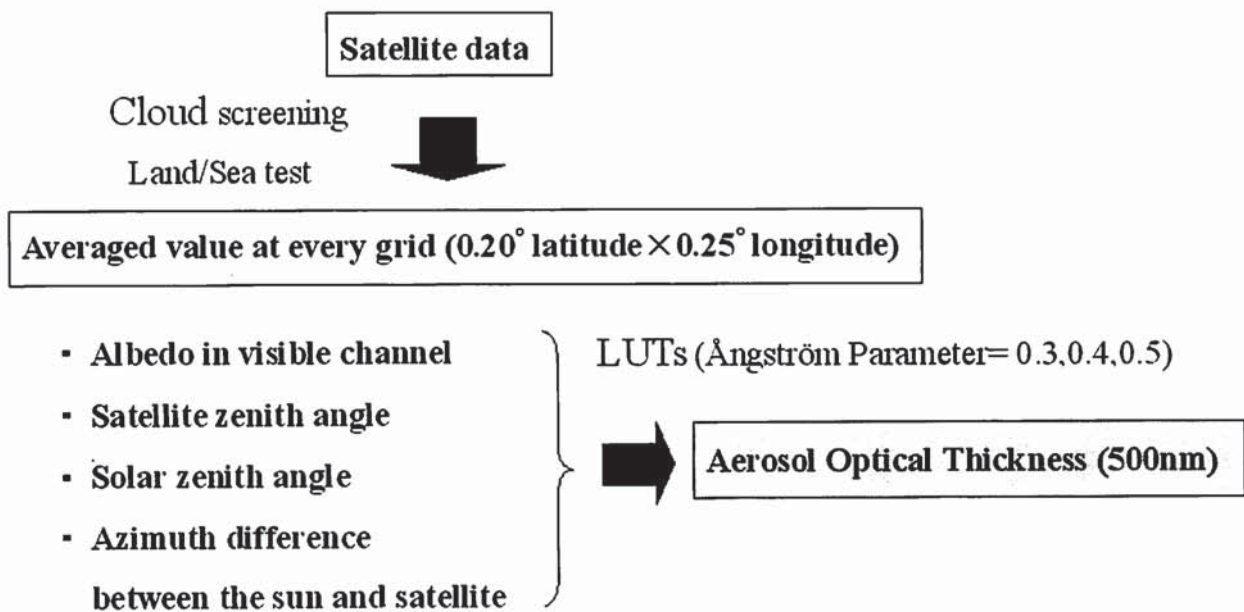 Satellite data
Cloud screening
Land/Sea test
Averaged value at every grid (0.20° latitude×0.25° longitude)
- Albedo in visible channel
LUTs (Ångström Parameter= 0.3,0.4,0.5)
- Satellite zenith angle
- Solar zenith angle
Aerosol Optical Thickness (500nm)
- Azimuth difference
between the sun and satellite